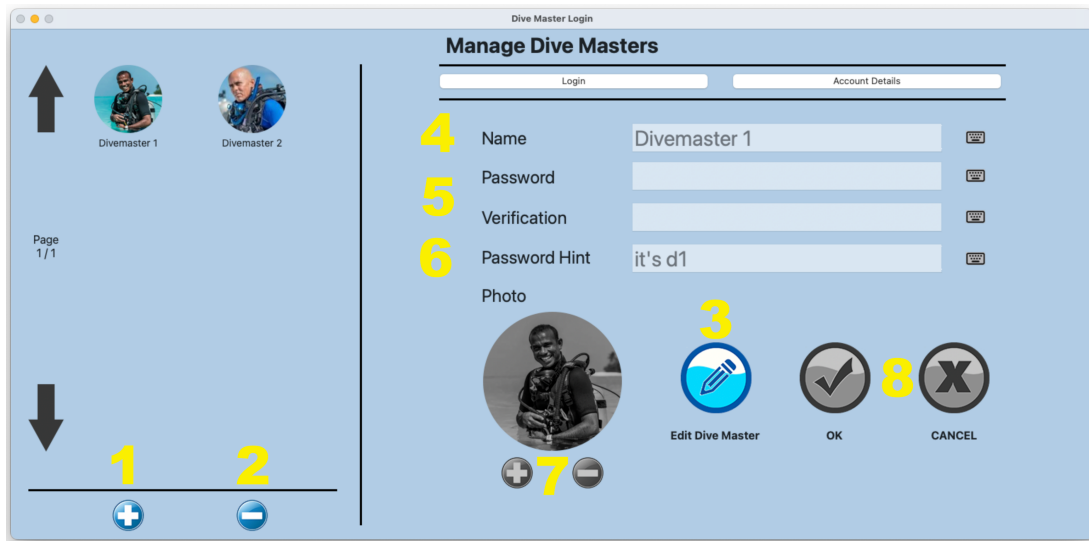 Dive Master Login
Manage Dive Masters
Login Account Details
Divemaster 1 Divemaster 2
4 Name Divemaster 1
Password
5
Verification
6 Password Hint it's d1
Page
1 / 1
Photo
3
8
Edit Dive Master OK CANCEL
7
1 2